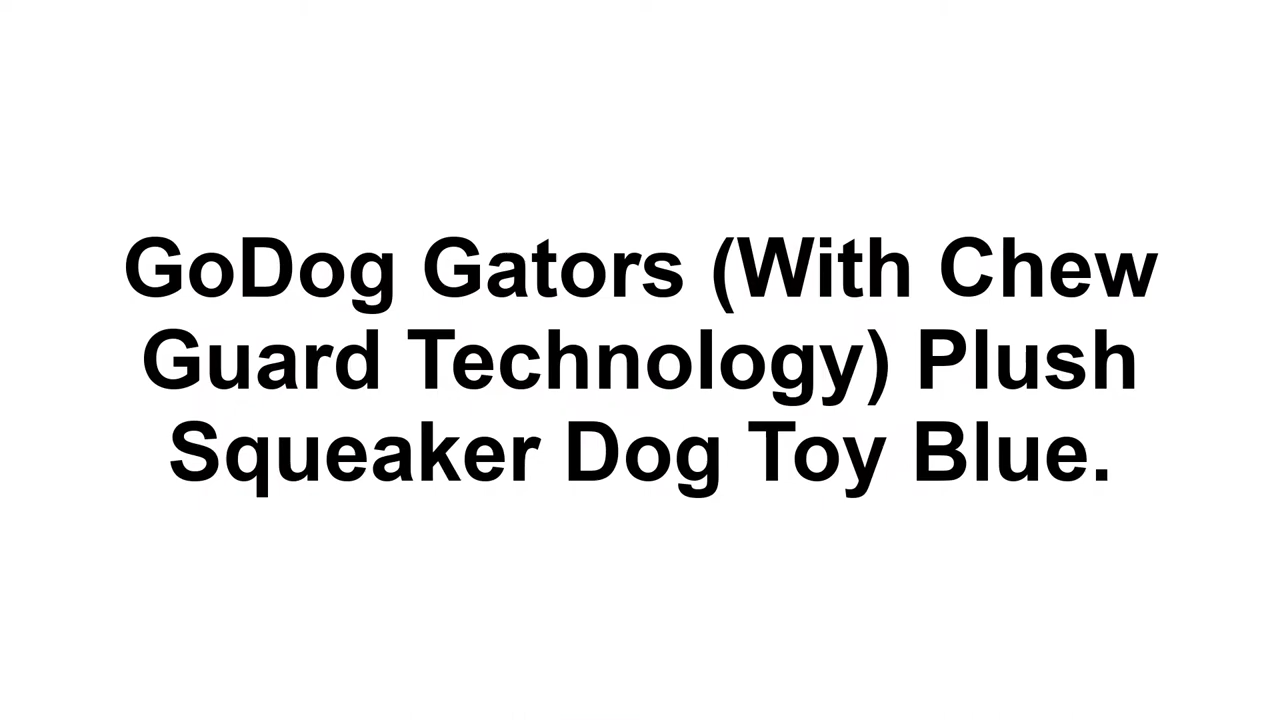 GoDog Gators (With Chew
Guard Technology) Plush
Squeaker Dog Toy Blue.